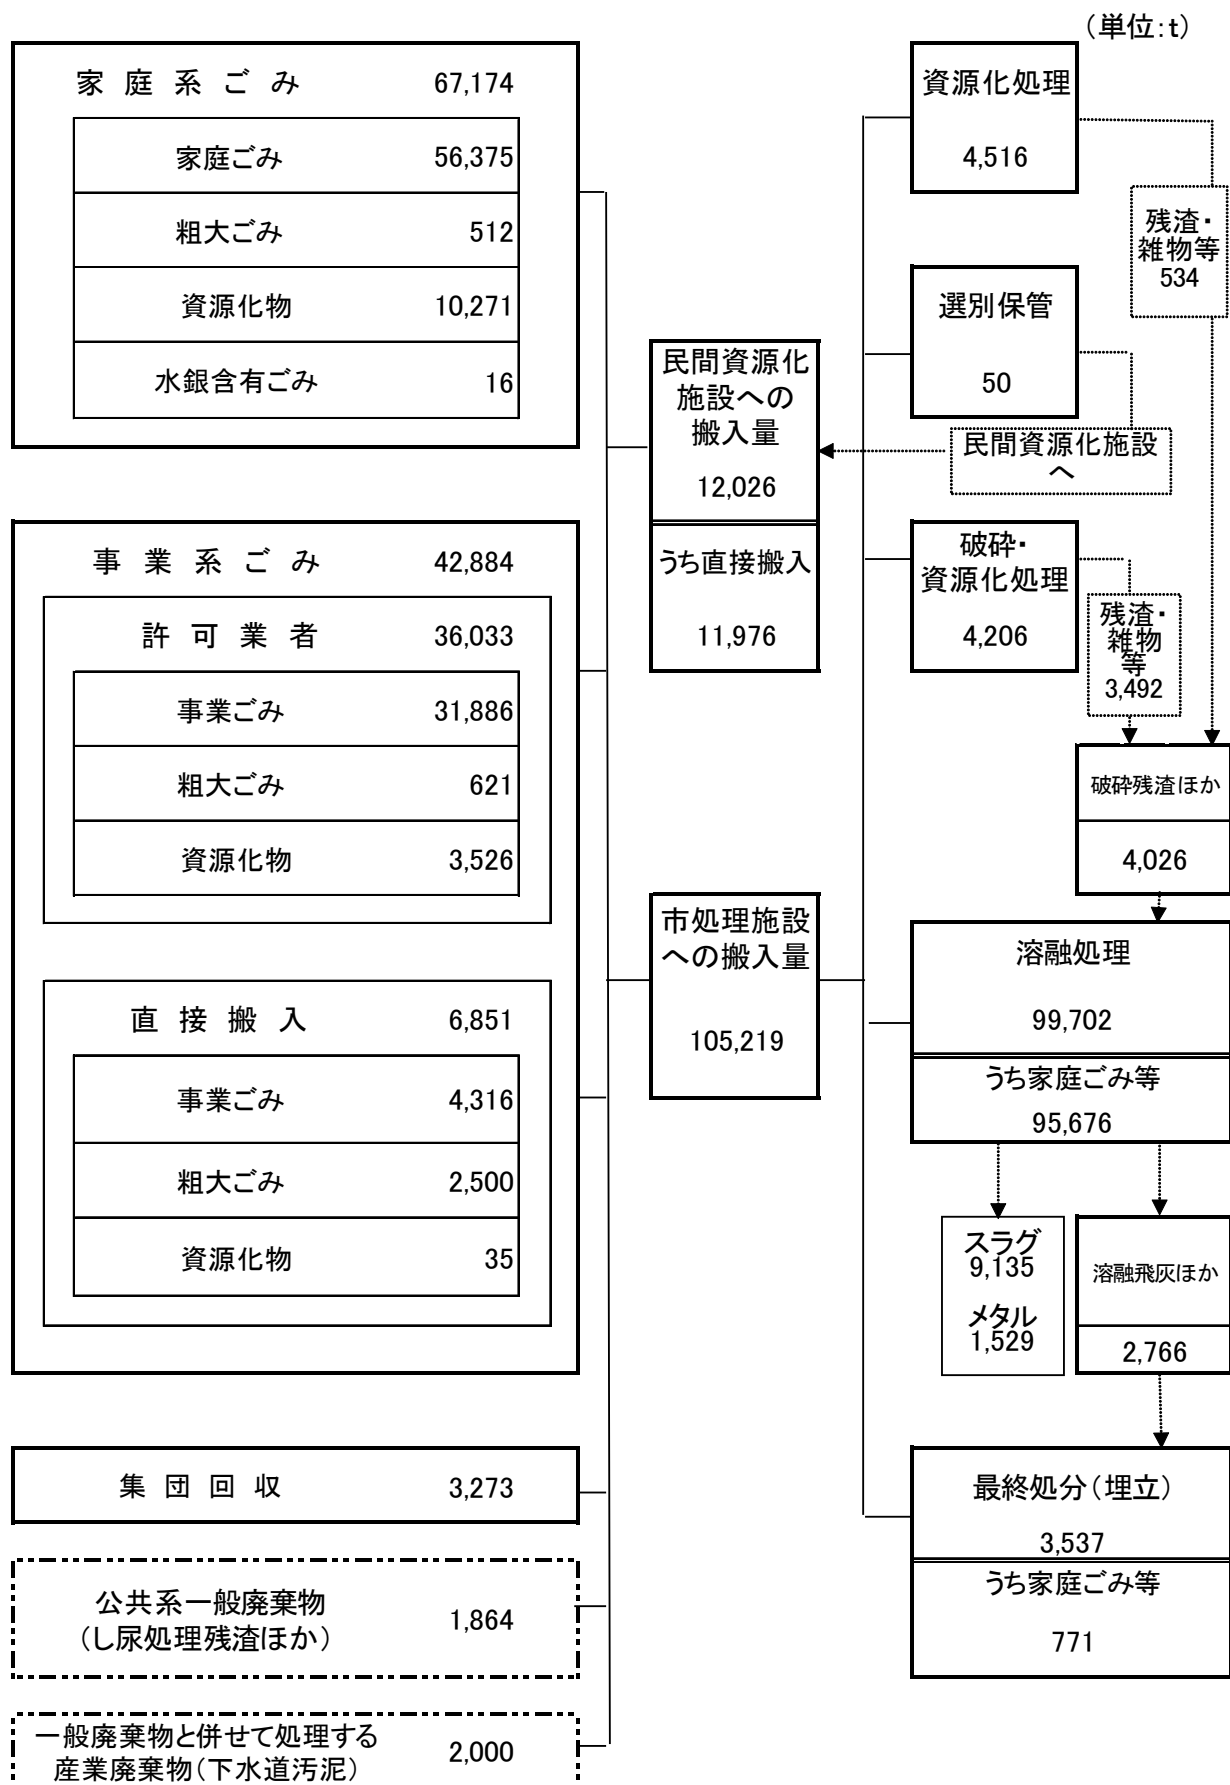 （単位：t）
家 庭 系 ご み 67,174
家庭ごみ 56,375
粗大ごみ 512
資源化物 10,271
水銀含有ごみ 16
事 業 系 ご み 42,884
許 可 業 者 36,033
事業ごみ 31,886
粗大ごみ 621
資源化物 3,526
直 接 搬 入 6,851
事業ごみ 4,316
粗大ごみ 2,500
資源化物 35
集 団 回 収 3,273
公共系一般廃棄物
（し尿処理残渣ほか） 1,864
一般廃棄物と併せて処理する
産業廃棄物（下水道汚泥） 2,000
民間資源化
施設への
搬入量
12,026
うち直接搬入
11,976
市処理施設
への搬入量
105,219
資源化処理
4,516
残渣・
雑物等
534
選別保管
50
民間資源化施設
へ
破砕・
資源化処理
4,206
残渣・
雑物
等
3,492
破砕残渣ほか
4,026
溶融処理
99,702
うち家庭ごみ等
95,676
スラグ
9,135
メタル
1,529
溶融飛灰ほか
2,766
最終処分（埋立）
3,537
うち家庭ごみ等
771